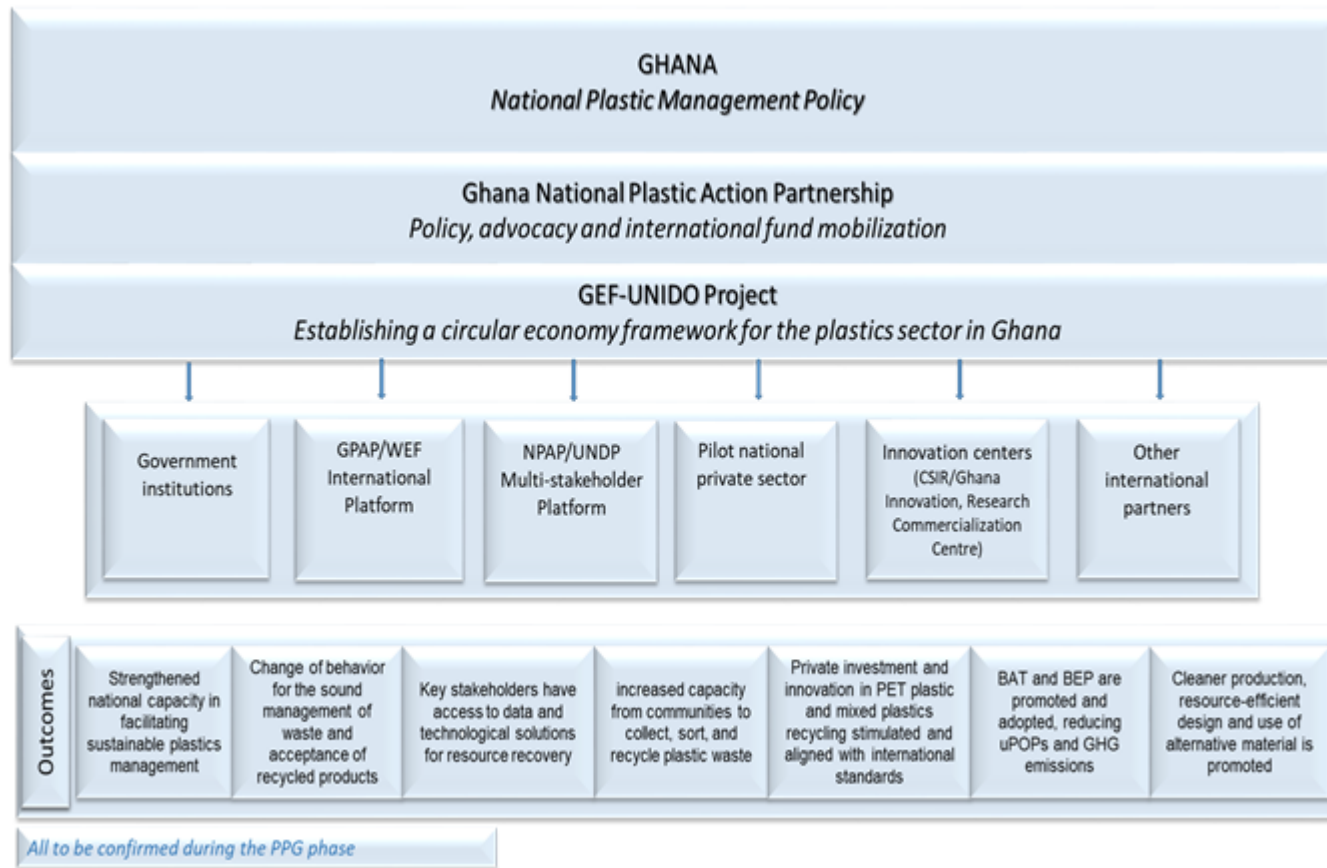 GHANA
National Plastic Management Policy
Ghana National Plastic Action Partnership
Policy, advocacy and international fund mobilization
GEF-UNIDO Project
Establishing a circular economy framework for the plastics sector in Ghana
Government
institutions
GPAP/WEF
International
Platform
NPAP/UNDP
Multi-stakeholder
Platform
Pilot national
private sector
Innovation centers
(CSIR/Ghana
Innovation, Research
Commercialization
Centre)
Other
international
partners
Outcomes
Strengthened
national capacity in
facilitating
sustainable plastics
management
Change of behavior
for the sound
management of
waste and
acceptance of
recycled products
Key stakeholders have
access to data and
technological solutions
for resource recovery
increased capacity
from communities to
collect, sort, and
recycle plastic waste
Private investment and
innovation in PET plastic
and mixed plastics
recycling stimulated and
aligned with international
standards
BAT and BEP are
promoted and
adopted, reducing
uPOPs and GHG
emissions
Cleaner production,
resource-efficient
design and use of
alternative material is
promoted
All to be confirmed during the PPG phase